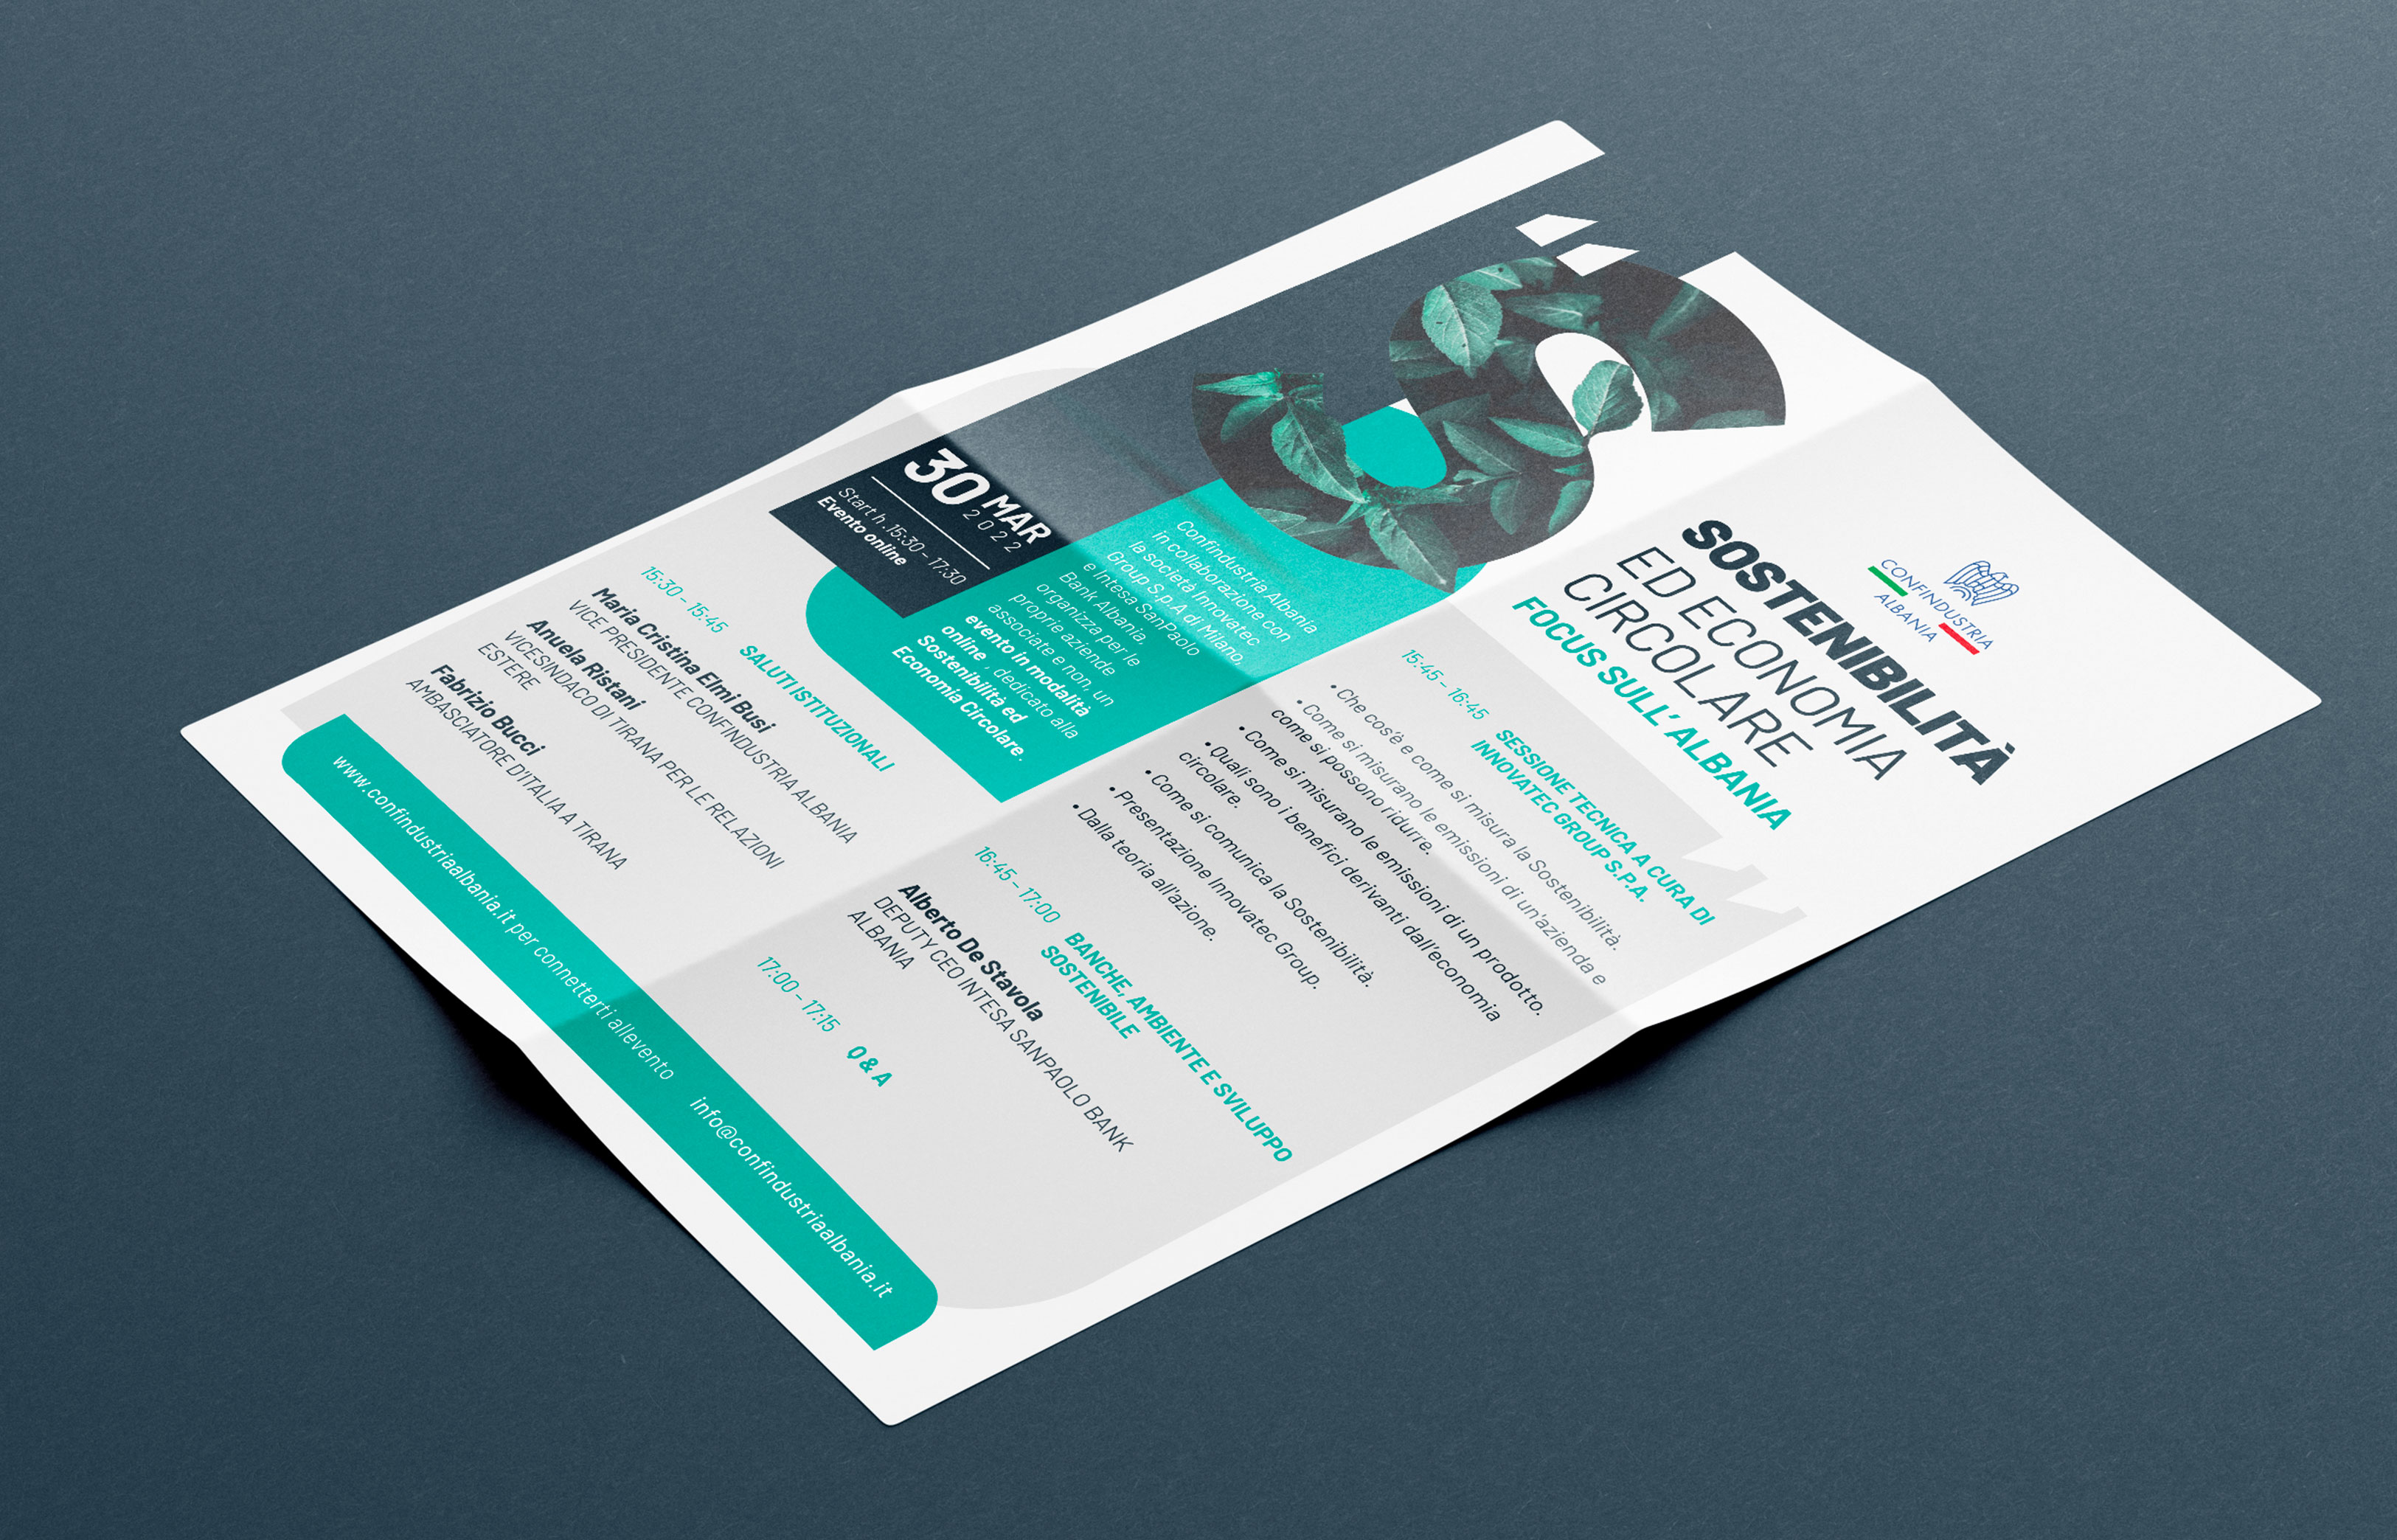 CONFINDUSTRIA
ALBANIA
SOSTENIBILITÀ
ED ECONOMIA
CIRCOLARE
FOCUS SULL'ALBANIA
30 MAR
2022
Start h .15:30 - 17:30
Evento online
Confindustria Albania
in collaborazione con
la società Innovatec
Group S.p.A di Milano,
e Intesa SanPaolo
Bank Albania,
organizza per le
proprie aziende
associate e non, un
evento in modalità
online , dedicato alla
Sostenibilità ed
Economia Circolare.
15:30 - 15:45 SALUTI ISTITUZIONALI
Maria Cristina Elmi Busi
VICE PRESIDENTE CONFINDUSTRIA ALBANIA
Anuela Ristani
VICESINDACO DI TIRANA PER LE RELAZIONI
ESTERE
Fabrizio Bucci
AMBASCIATORE D'ITALIA A TIRANA
15:45 - 16:45 SESSIONE TECNICA A CURA DI
INNOVATEC GROUP S.P.A.
• Che cos'è e come si misura la Sostenibilità.
• Come si misurano le emissioni di un'azienda e
come si possono ridurre.
• Come si misurano le emissioni di un prodotto.
• Quali sono i benefici derivanti dall'economia
circolare.
• Come si comunica la Sostenibilità.
• Presentazione Innovatec Group.
• Dalla teoria all'azione.
16:45 - 17:00 BANCHE, AMBIENTE E SVILUPPO
SOSTENIBILE
Alberto De Stavola
DEPUTY CEO INTESA SANPAOLO BANK
ALBANIA
17:00 - 17:15 Q & A
www.confindustriaalbania.it per connetterti allevento info@confindustriaalbania.it